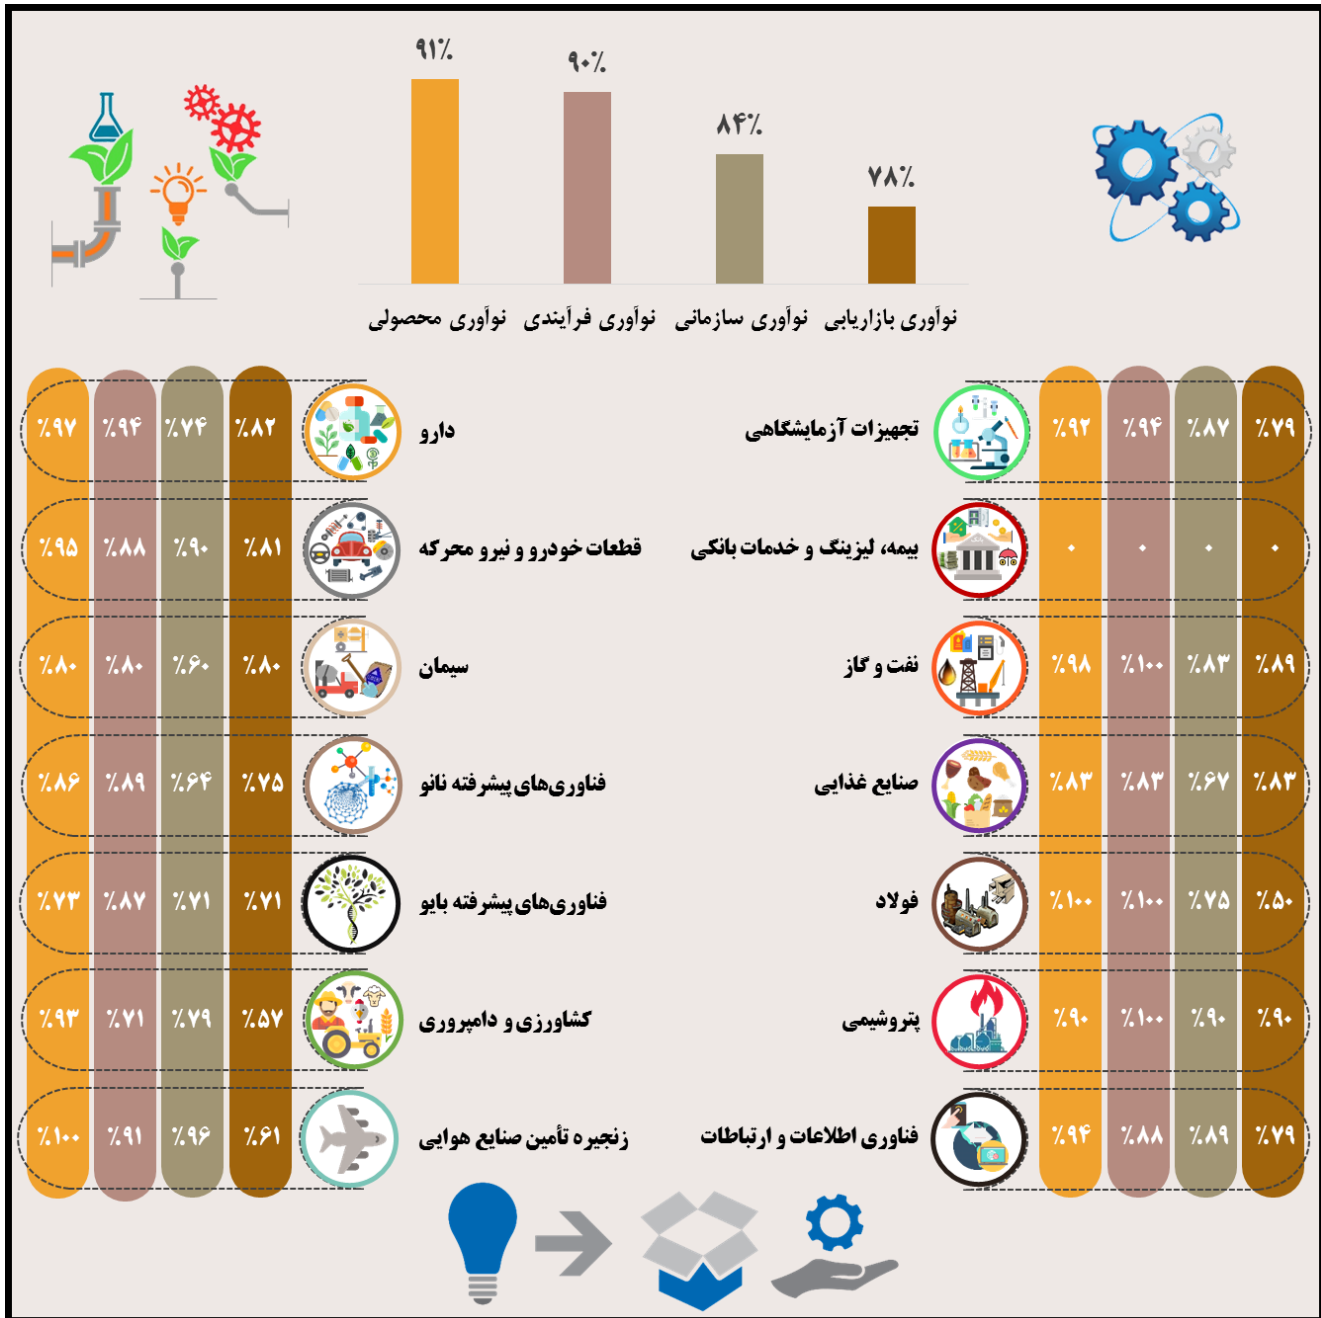 ۹۱٪
۹۰٪
۸۴٪
۷۸٪
نوآوری بازاریابی
نوآوری سازمانی
نوآوری فرآیندی
نوآوری محصولی
٪۷۹ ٪۸۷ ٪۹۴ ٪۹۲ تجهیزات آزمایشگاهی
۰ ۰ ۰ ۰ بیمه، لیزینگ و خدمات بانکی
٪۸۹ ٪۸۳ ٪۱۰۰ ٪۹۸ نفت و گاز
٪۸۳ ٪۶۷ ٪۸۳ ٪۸۳ صنایع غذایی
٪۵۰ ٪۷۵ ٪۱۰۰ ٪۱۰۰ فولاد
٪۹۰ ٪۹۰ ٪۱۰۰ ٪۹۰ پتروشیمی
٪۷۹ ٪۸۹ ٪۸۸ ٪۹۴ فناوری اطلاعات و ارتباطات
دارو ٪۸۲ ٪۷۴ ٪۹۴ ٪۹۷
قطعات خودرو و نیرو محرکه ٪۸۱ ٪۹۰ ٪۸۸ ٪۹۵
سیمان ٪۸۰ ٪۶۰ ٪۸۰ ٪۸۰
فناوری‌های پیشرفته نانو ٪۷۵ ٪۶۴ ٪۸۹ ٪۸۶
فناوری‌های پیشرفته بایو ٪۷۱ ٪۷۱ ٪۸۷ ٪۷۳
کشاورزی و دامپروری ٪۵۷ ٪۷۹ ٪۷۱ ٪۹۳
زنجیره تأمین صنایع هوایی ٪۶۱ ٪۹۶ ٪۹۱ ٪۱۰۰